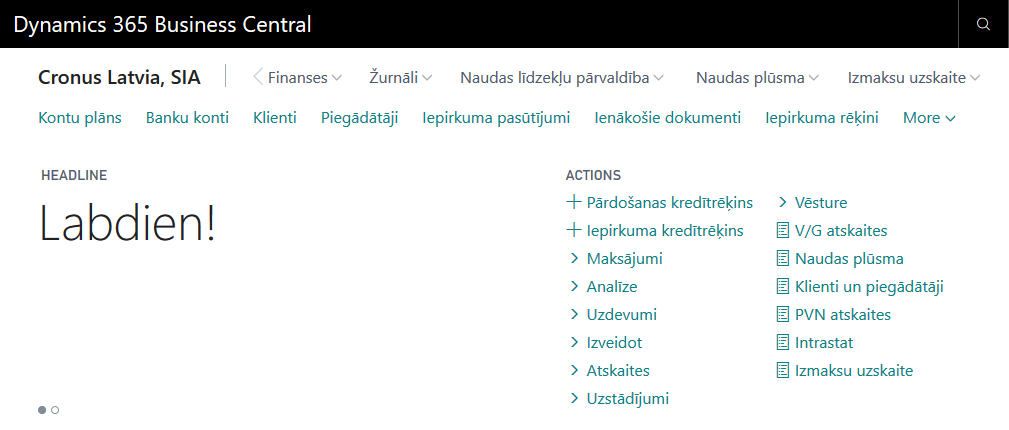 Dynamics 365 Business Central
Cronus Latvia, SIA Finanses Žurnāli Naudas līdzekļu pārvaldība Naudas plūsma Izmaksu uzskaite
Kontu plāns Banku konti Klienti Piegādātāji Iepirkuma pasūtījumi Ienākošie dokumenti Iepirkuma rēķini More
HEADLINE
Labdien!
ACTIONS
Pārdošanas kredītrēķins Vēsture
Iepirkuma kredītrēķins V/G atskaites
Maksājumi Naudas plūsma
Analīze Klienti un piegādātāji
Uzdevumi PVN atskaites
Izveidot Intrastat
Atskaites Izmaksu uzskaite
Uzstādījumi